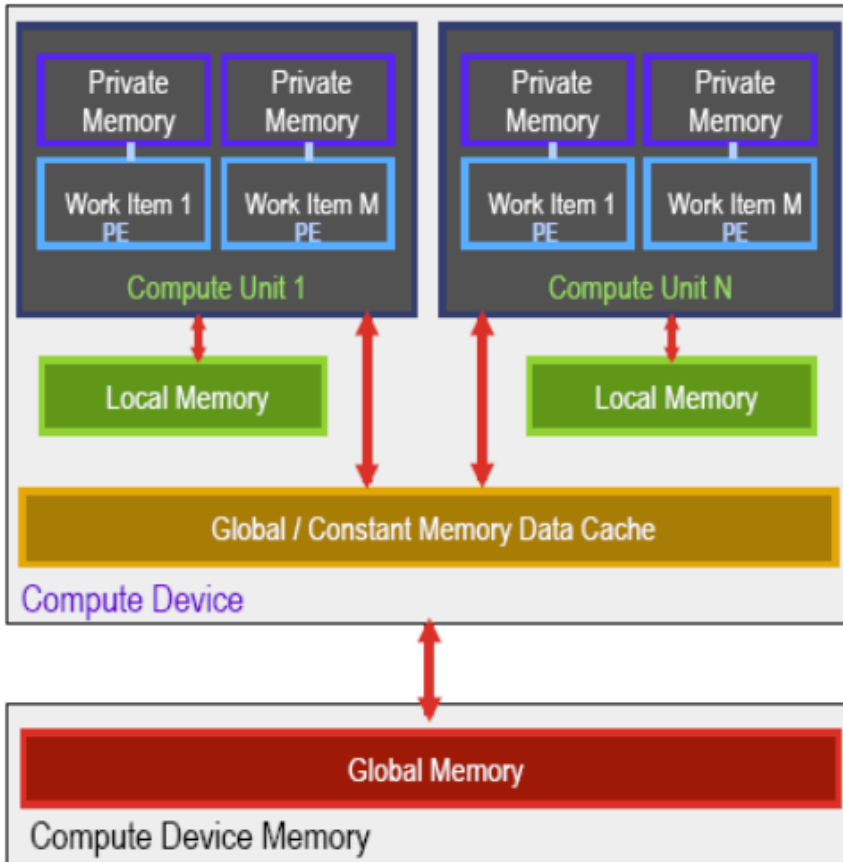 Private Memory
Private Memory
Private Memory
Private Memory
Work Item 1
PE
Work Item M
PE
Work Item 1
PE
Work Item M
PE
Compute Unit 1
Compute Unit N
Local Memory
Local Memory
Global / Constant Memory Data Cache
Compute Device
Global Memory
Compute Device Memory